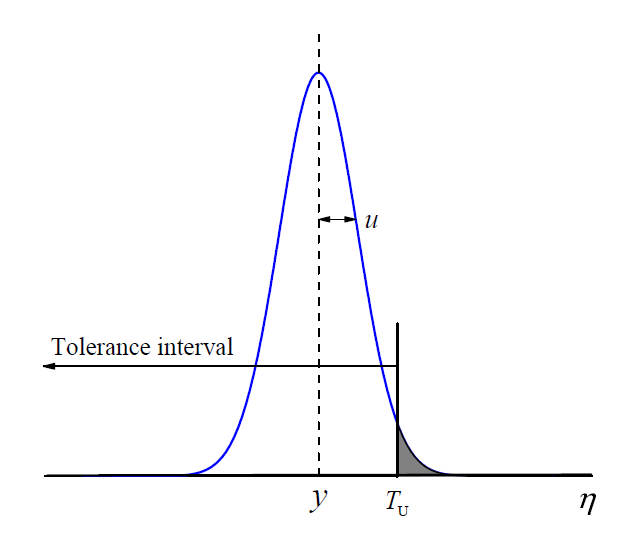 u
Tolerance interval
y
T_U
η